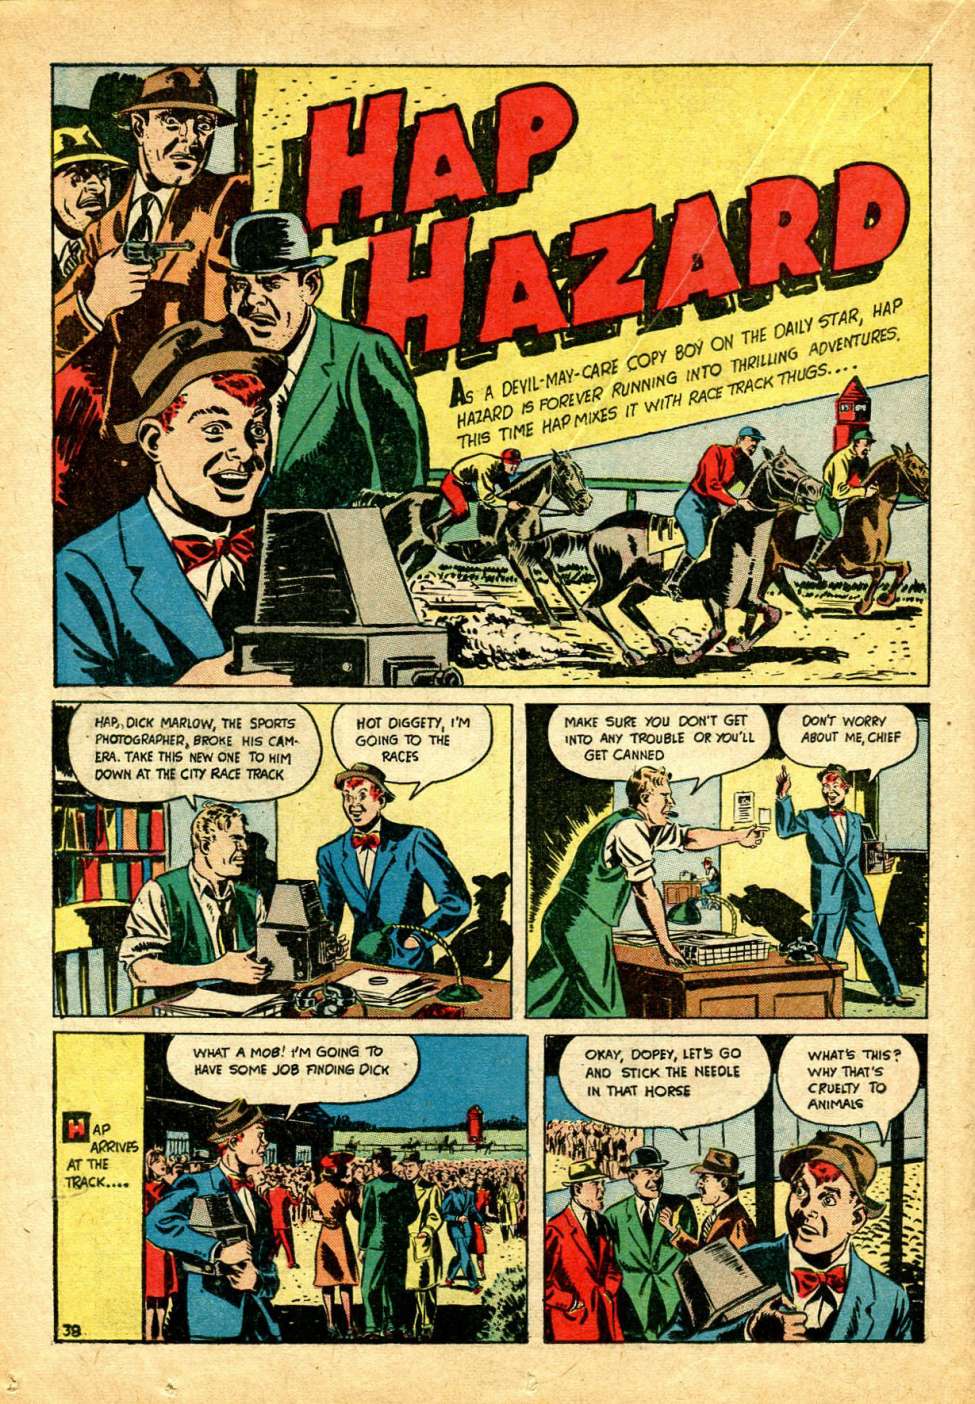 HAP
HAZARD
AS A DEVIL-MAY-CARE COPY BOY ON THE DAILY STAR, HAP
HAZARD IS FOREVER RUNNING INTO THRILLING ADVENTURES.
THIS TIME HAP MIXES IT WITH RACE TRACK THUGS....
HAP, DICK MARLOW, THE SPORTS
PHOTOGRAPHER, BROKE HIS CAM-
ERA. TAKE THIS NEW ONE TO HIM
DOWN AT THE CITY RACE TRACK
HOT DIGGETY, I'M
GOING TO THE
RACES
MAKE SURE YOU DON'T GET
INTO ANY TROUBLE OR YOU'LL
GET CANNED
DON'T WORRY
ABOUT ME, CHIEF
HAP
ARRIVES
AT THE
TRACK....
WHAT A MOB! I'M GOING TO
HAVE SOME JOB FINDING DICK
OKAY, DOPEY, LET'S GO
AND STICK THE NEEDLE
IN THAT HORSE
WHAT'S THIS?
WHY THAT'S
CRUELTY TO
ANIMALS
38